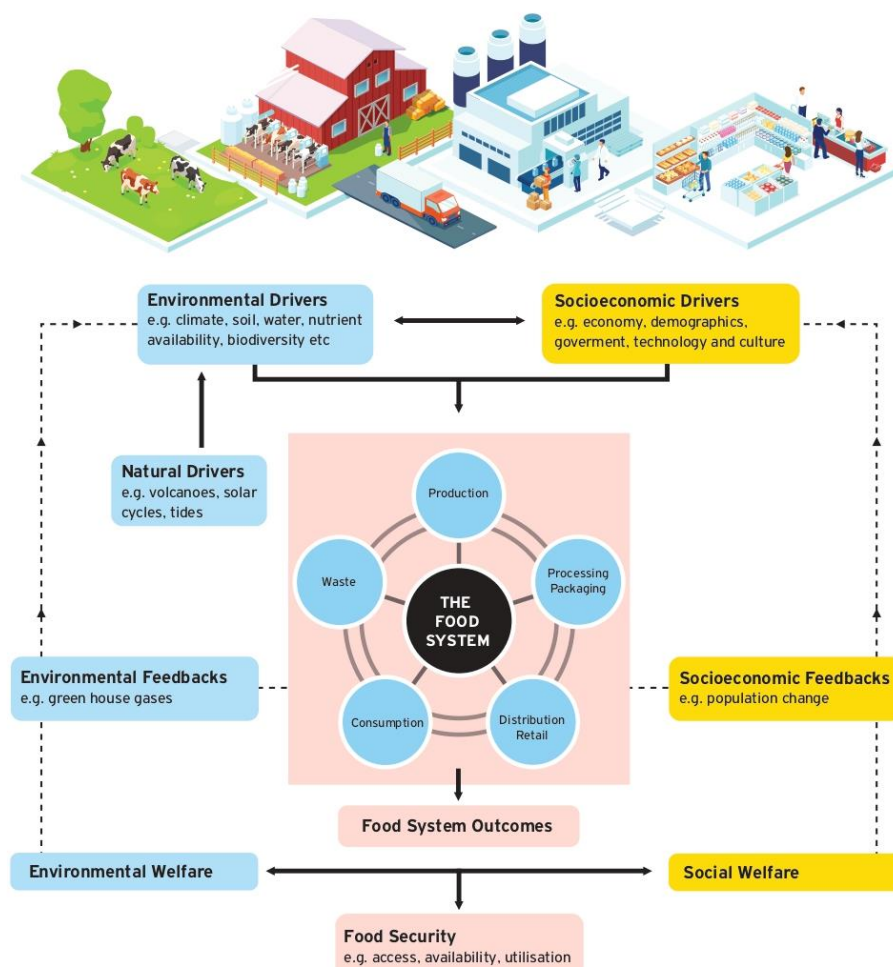 Environmental Drivers
e.g. climate, soil, water, nutrient
availability, biodiversity etc
Socioeconomic Drivers
e.g. economy, demographics,
goverment, technology and culture
Natural Drivers
e.g. volcanoes, solar
cycles, tides
Production
Waste
Processing
Packaging
THE
FOOD
SYSTEM
Environmental Feedbacks
e.g. green house gases
Socioeconomic Feedbacks
e.g. population change
Consumption
Distribution
Retail
Food System Outcomes
Environmental Welfare
Social Welfare
Food Security
e.g. access, availability, utilisation